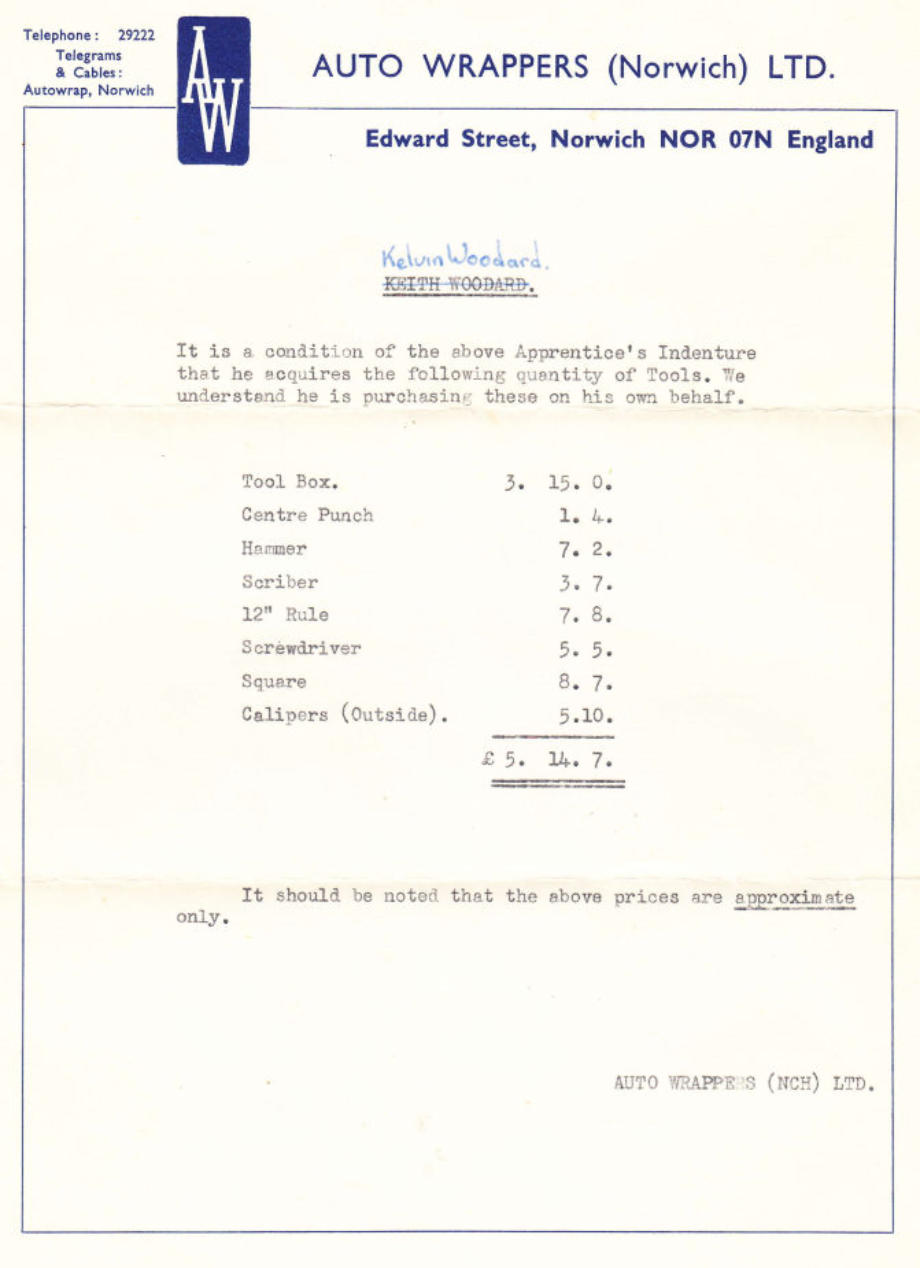 Telephone: 29222
Telegrams
& Cables:
Autowrap, Norwich
AW
AUTO WRAPPERS (Norwich) LTD.
Edward Street, Norwich NOR 07N England
Kelvin Woodard.
KEITH WOODARD.
It is a condition of the above Apprentice's Indenture
that he acquires the following quantity of Tools. We
understand he is purchasing these on his own behalf.
Tool Box. 3. 15. 0.
Centre Punch 1. 4.
Hammer 7. 2.
Scriber 3. 7.
12" Rule 7. 8.
Screwdriver 5. 5.
Square 8. 7.
Calipers (Outside). 5.10.
£ 5. 14. 7.
It should be noted that the above prices are approximate
only.
AUTO WRAPPERS (NCH) LTD.